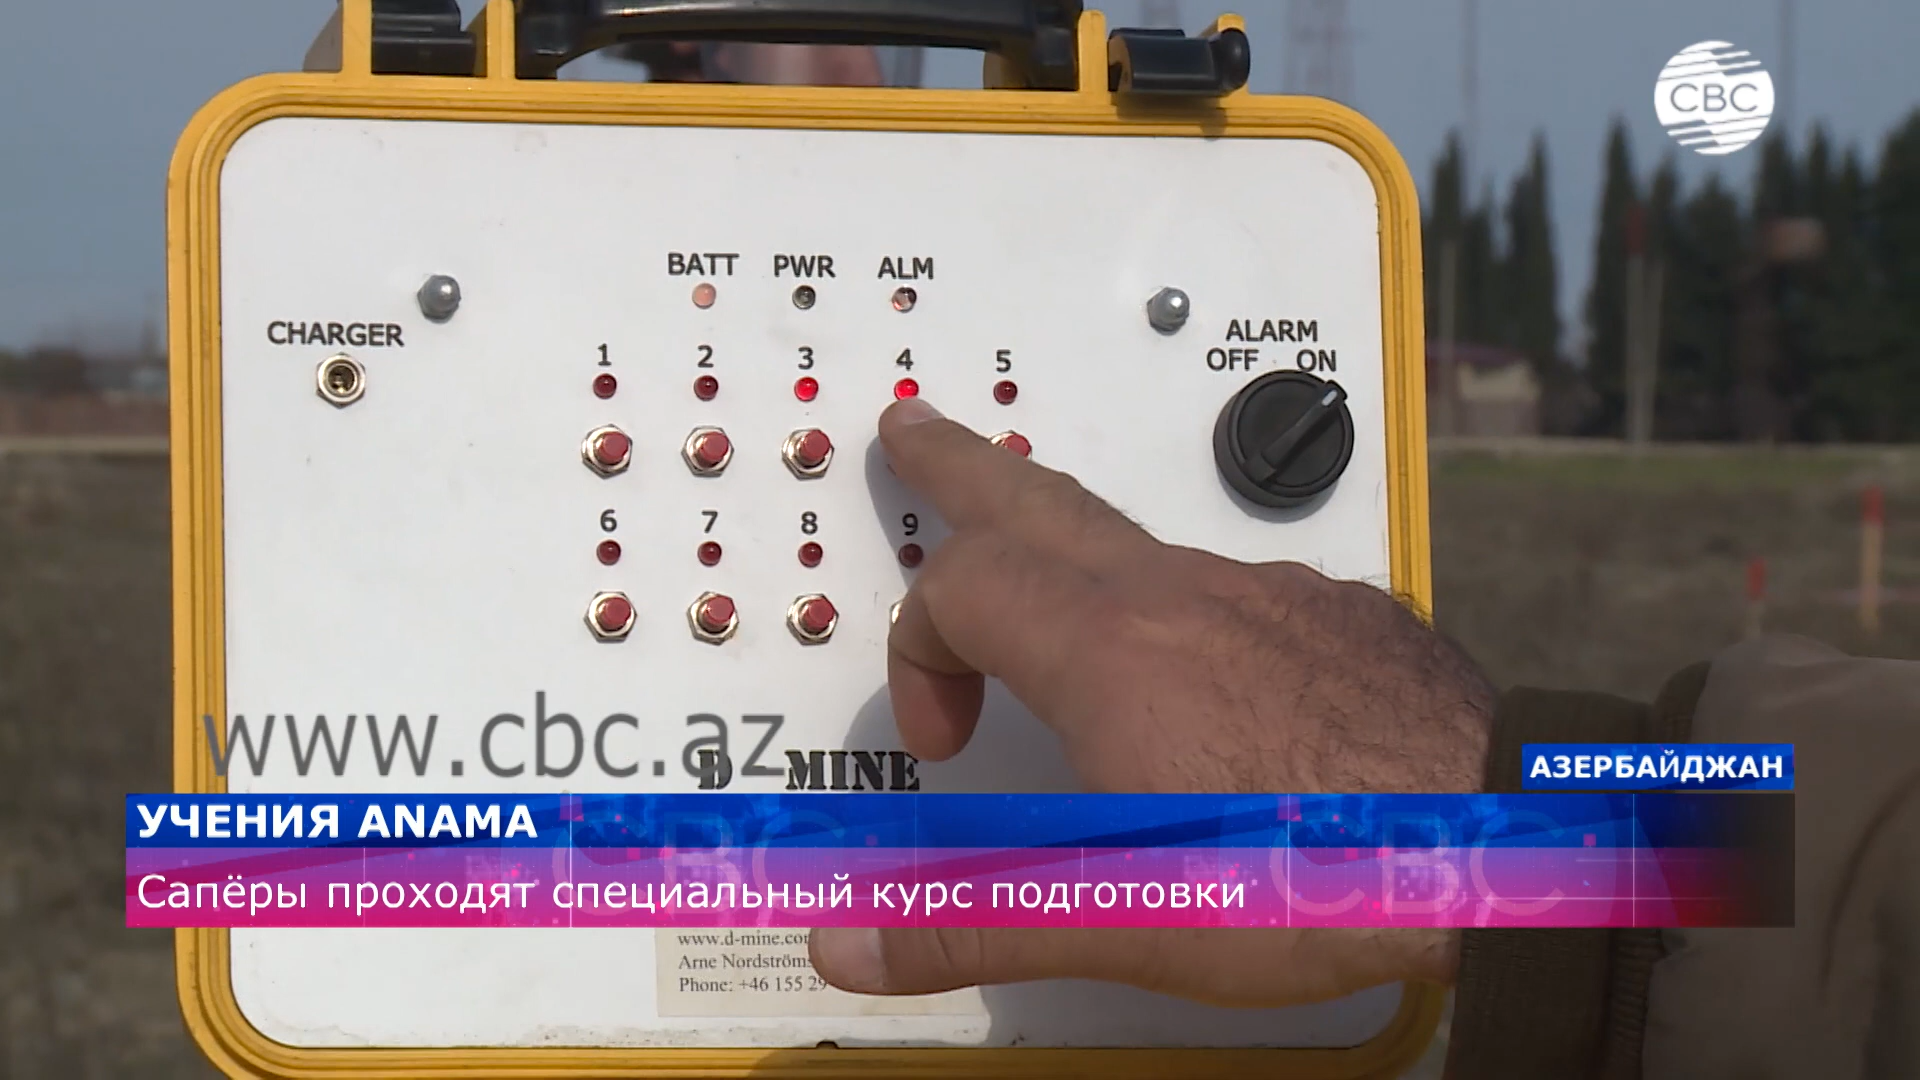 CBC
BATT PWR ALM
CHARGER
ALARM
OFF ON
1 2 3 4 5
6 7 8 9
www.cbc.az
D MINE
АЗЕРБАЙДЖАН
УЧЕНИЯ ANAMA
Сапёры проходят специальный курс подготовки
www.d-mine.com
Arne Nordströms
Phone: +46 155 29